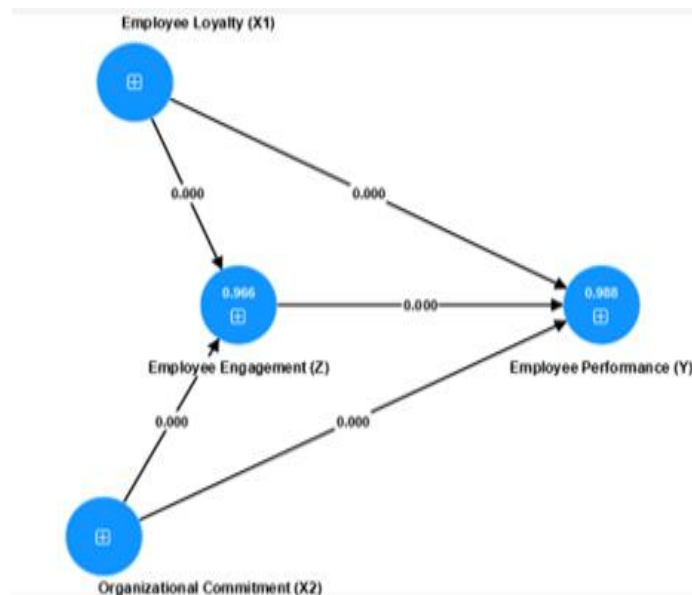 Employee Loyalty (X1)
0.000
0.000
0.966
0.000
0.988
Employee Engagement (Z)
Employee Performance (Y)
0.000
0.000
Organizational Commitment (X2)